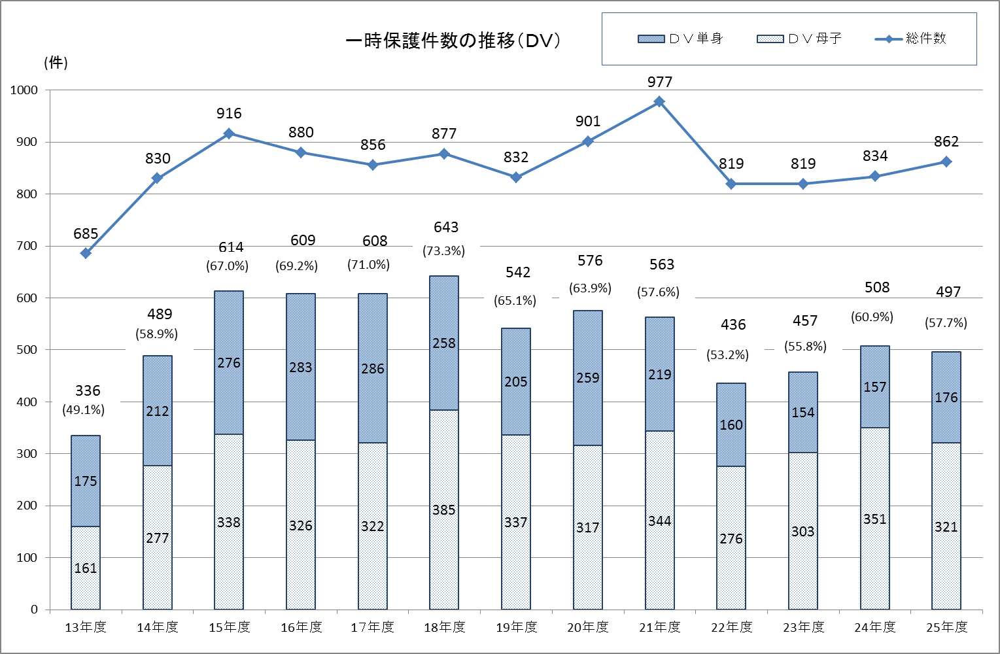 一時保護件数の推移（ＤＶ）
ＤＶ単身 ＤＶ母子 総件数
(件)
1000
900
800
700
600
500
400
300
200
100
0
685 830 916 880 856 877 832 901 977 819 819 834 862
336 489 614 609 608 643 542 576 563 436 457 508 497
(49.1%) (58.9%) (67.0%) (69.2%) (71.0%) (73.3%) (65.1%) (63.9%) (57.6%) (53.2%) (55.8%) (60.9%) (57.7%)
175 212 276 283 286 258 205 259 219 160 154 157 176
161 277 338 326 322 385 337 317 344 276 303 351 321
13年度 14年度 15年度 16年度 17年度 18年度 19年度 20年度 21年度 22年度 23年度 24年度 25年度